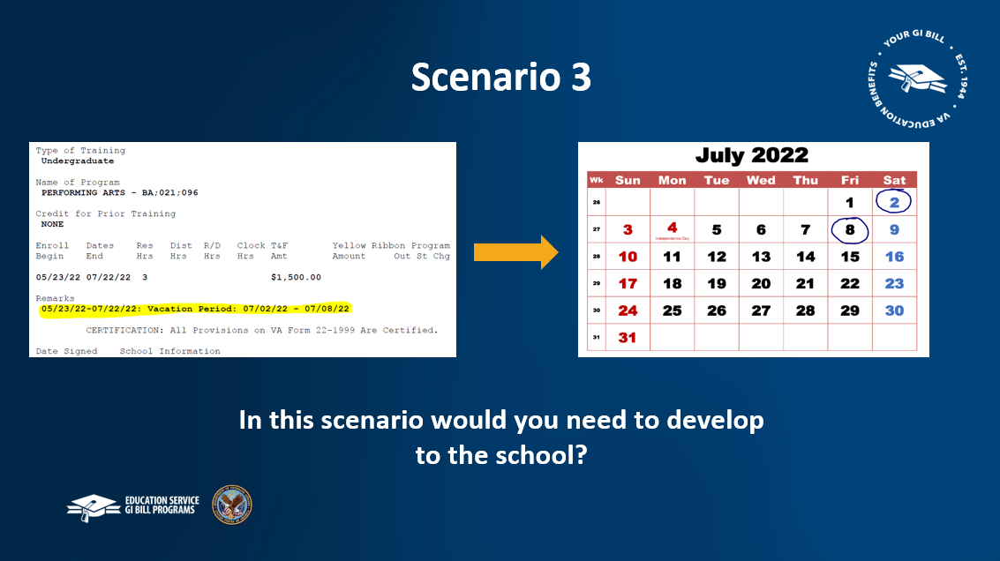 YOUR GI BILL • EST. 1944 • VA EDUCATION BENEFITS •
Scenario 3
Type of Training
Undergraduate
Name of Program
PERFORMING ARTS - BA;021;096
Credit for Prior Training
NONE
Enroll Dates Res Dist R/D Clock T&F Yellow Ribbon Program
Begin End Hrs Hrs Hrs Hrs Amt Amount Out St Chg
05/23/22 07/22/22 3 $1,500.00
Remarks
05/23/22-07/22/22: Vacation Period: 07/02/22 - 07/08/22
CERTIFICATION: All Provisions on VA Form 22-1999 Are Certified.
Date Signed School Information
July 2022
Wk Sun Mon Tue Wed Thu Fri Sat
26 1 2
27 3 4 5 6 7 8 9
Independence Day
28 10 11 12 13 14 15 16
29 17 18 19 20 21 22 23
30 24 25 26 27 28 29 30
31 31
In this scenario would you need to develop
to the school?
EDUCATION SERVICE
GI BILL PROGRAMS